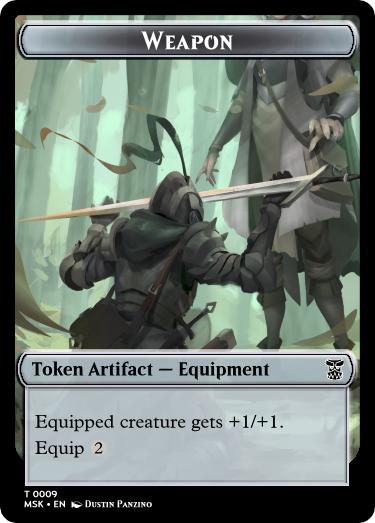 Weapon
Token Artifact — Equipment
Equipped creature gets +1/+1.
Equip 2
T 0009
MSK • EN Dustin Panzino